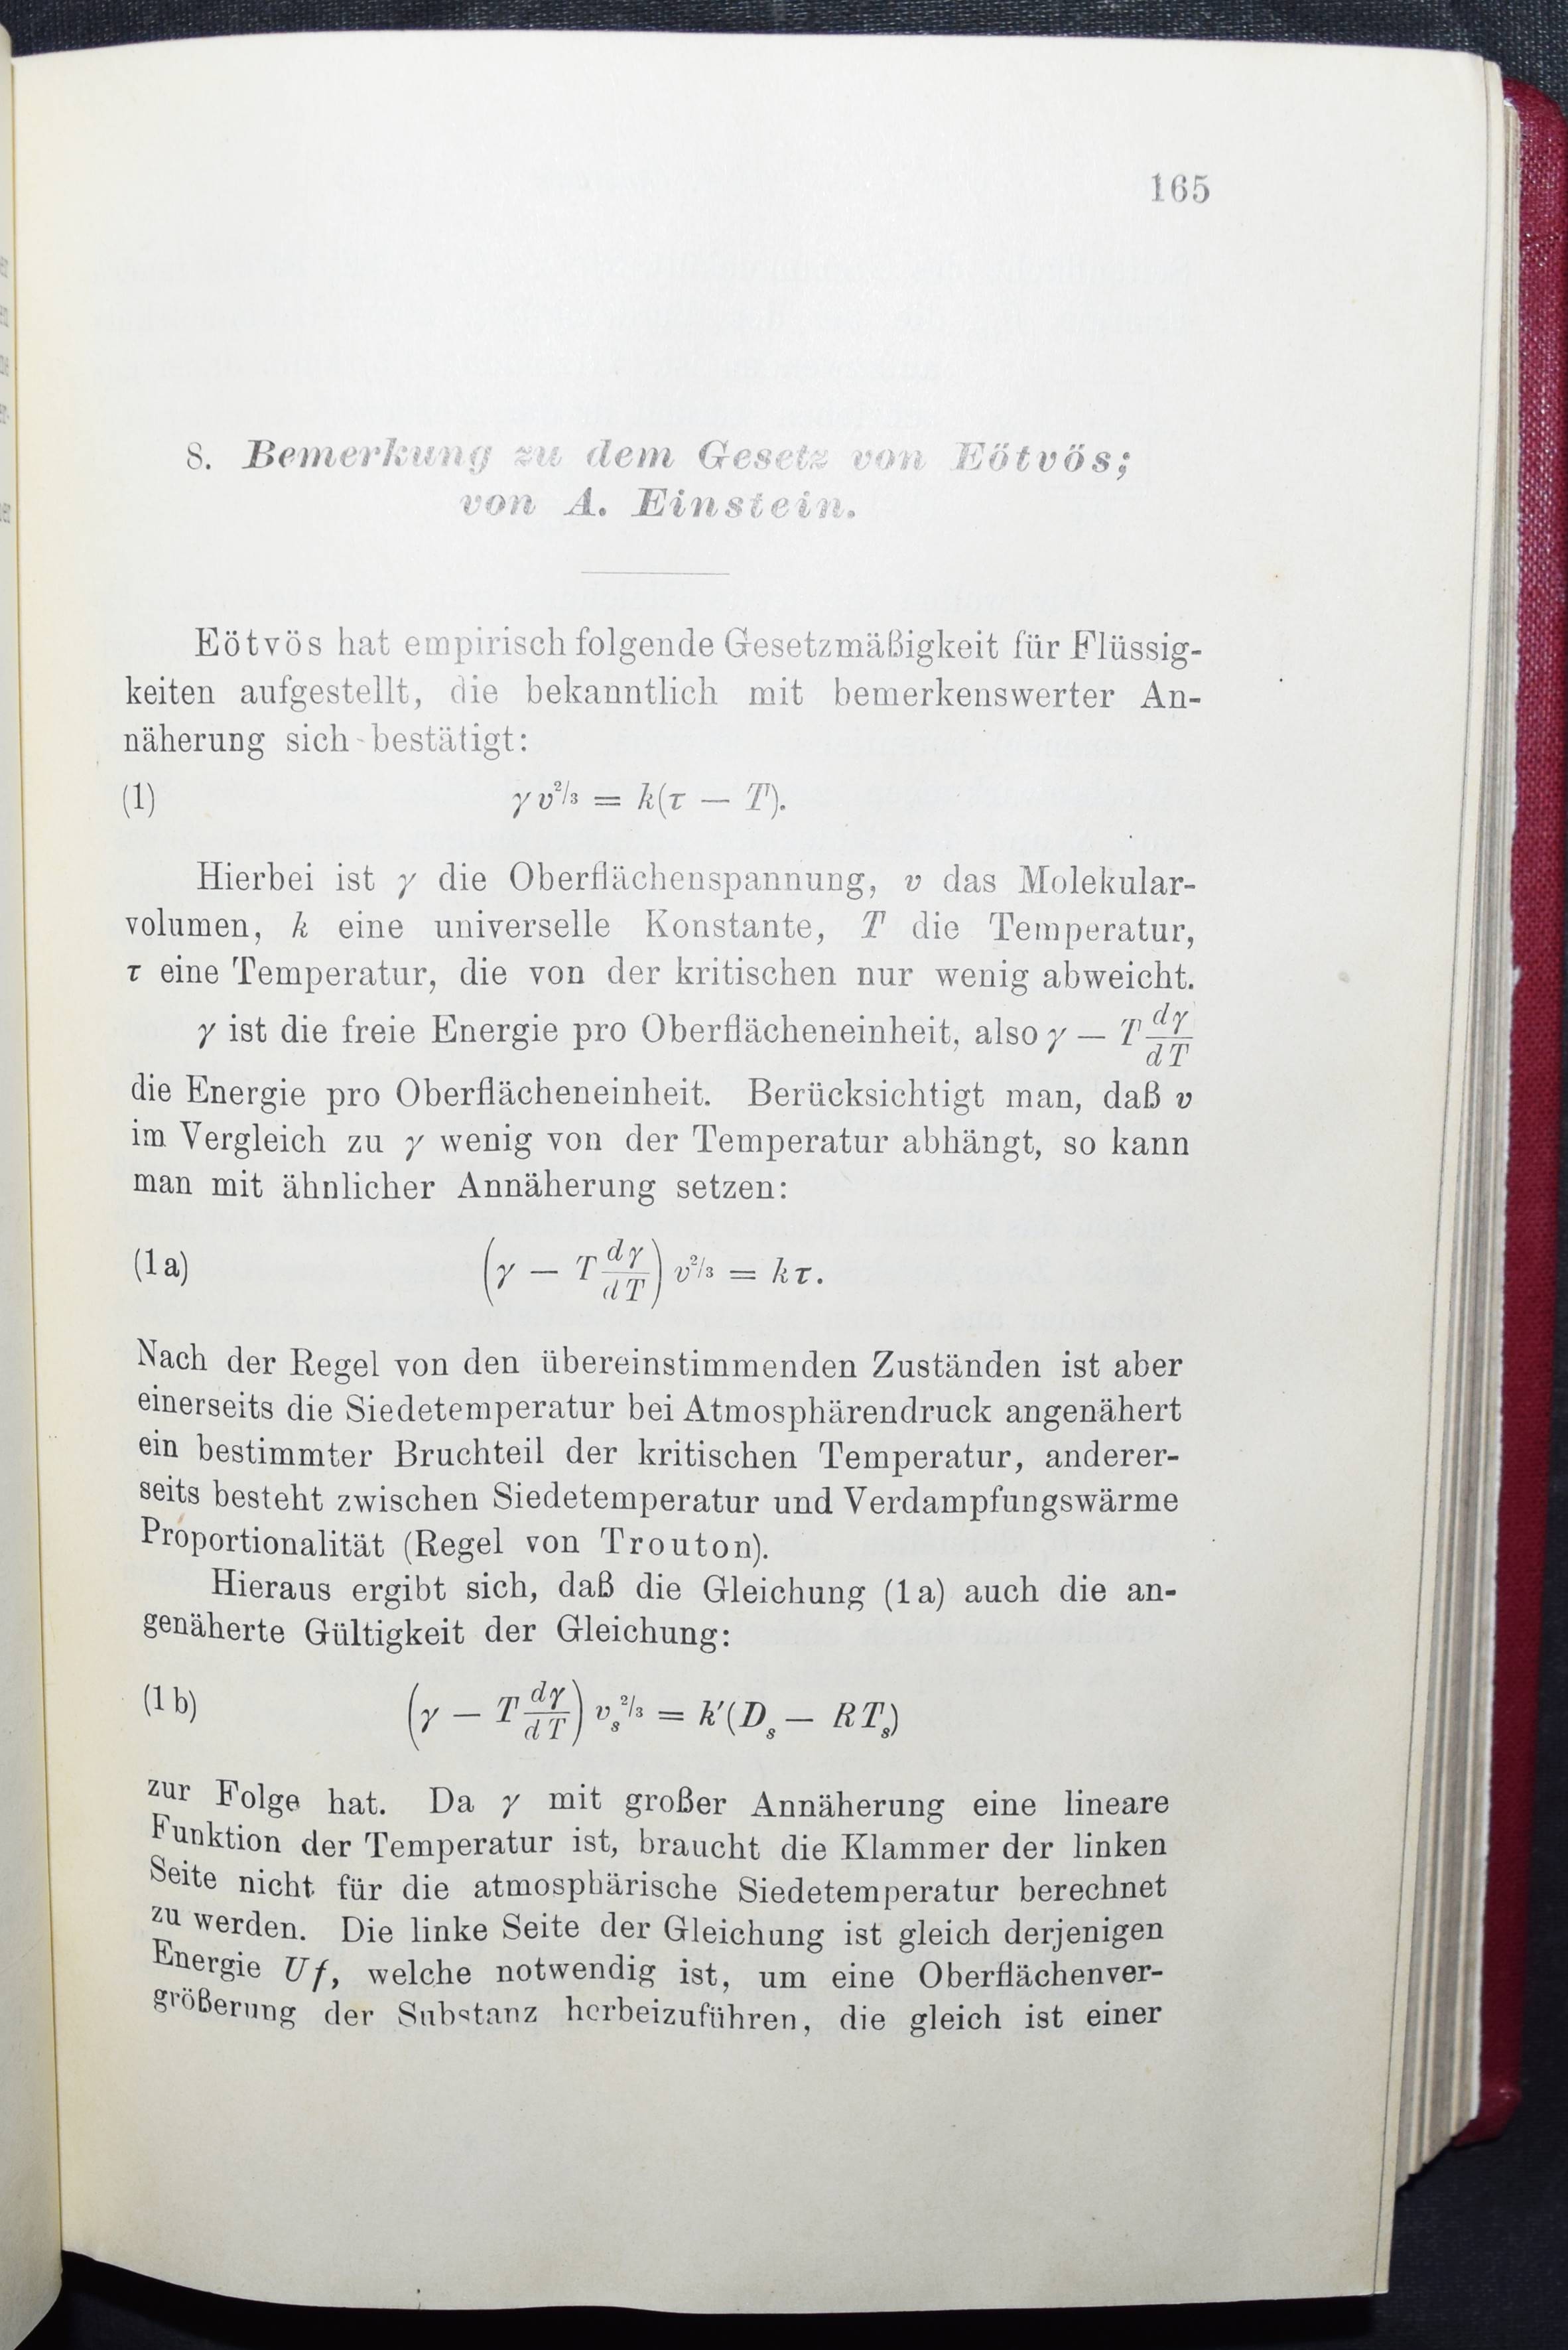 165
8. Bemerkung zu dem Gesetz von Eötvös;
von A. Einstein.
Eötvös hat empirisch folgende Gesetzmäßigkeit für Flüssig-
keiten aufgestellt, die bekanntlich mit bemerkenswerter An-
näherung sich bestätigt:
(1) γ v^{2/3} = k(τ — T).
Hierbei ist γ die Oberflächenspannung, v das Molekular-
volumen, k eine universelle Konstante, T die Temperatur,
τ eine Temperatur, die von der kritischen nur wenig abweicht.
γ ist die freie Energie pro Oberflächeneinheit, also γ — T dγ/dT
die Energie pro Oberflächeneinheit. Berücksichtigt man, daß v
im Vergleich zu γ wenig von der Temperatur abhängt, so kann
man mit ähnlicher Annäherung setzen:
(1a) (γ — T dγ/dT) v^{2/3} = kτ.
Nach der Regel von den übereinstimmenden Zuständen ist aber
einerseits die Siedetemperatur bei Atmosphärendruck angenähert
ein bestimmter Bruchteil der kritischen Temperatur, anderer-
seits besteht zwischen Siedetemperatur und Verdampfungswärme
Proportionalität (Regel von Trouton).
Hieraus ergibt sich, daß die Gleichung (1a) auch die an-
genäherte Gültigkeit der Gleichung:
(1b) (γ — T dγ/dT) v_s^{2/3} = k′(D_s — RT_s)
zur Folge hat. Da γ mit großer Annäherung eine lineare
Funktion der Temperatur ist, braucht die Klammer der linken
Seite nicht für die atmosphärische Siedetemperatur berechnet
zu werden. Die linke Seite der Gleichung ist gleich derjenigen
Energie Uf, welche notwendig ist, um eine Oberflächenver-
größerung der Substanz herbeizuführen, die gleich ist einer